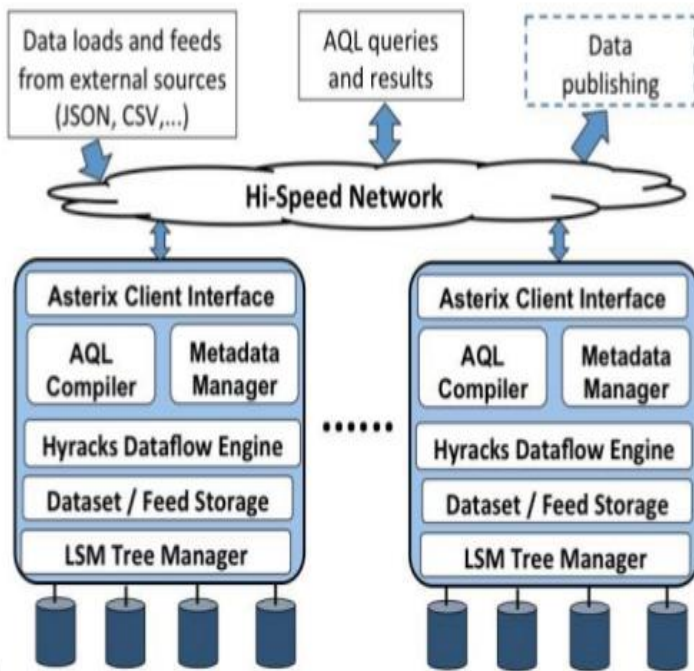 Data loads and feeds
from external sources
(JSON, CSV,...)
AQL queries
and results
Data
publishing
Hi-Speed Network
Asterix Client Interface
AQL
Compiler
Metadata
Manager
Hyracks Dataflow Engine
Dataset / Feed Storage
LSM Tree Manager
......
Asterix Client Interface
AQL
Compiler
Metadata
Manager
Hyracks Dataflow Engine
Dataset / Feed Storage
LSM Tree Manager